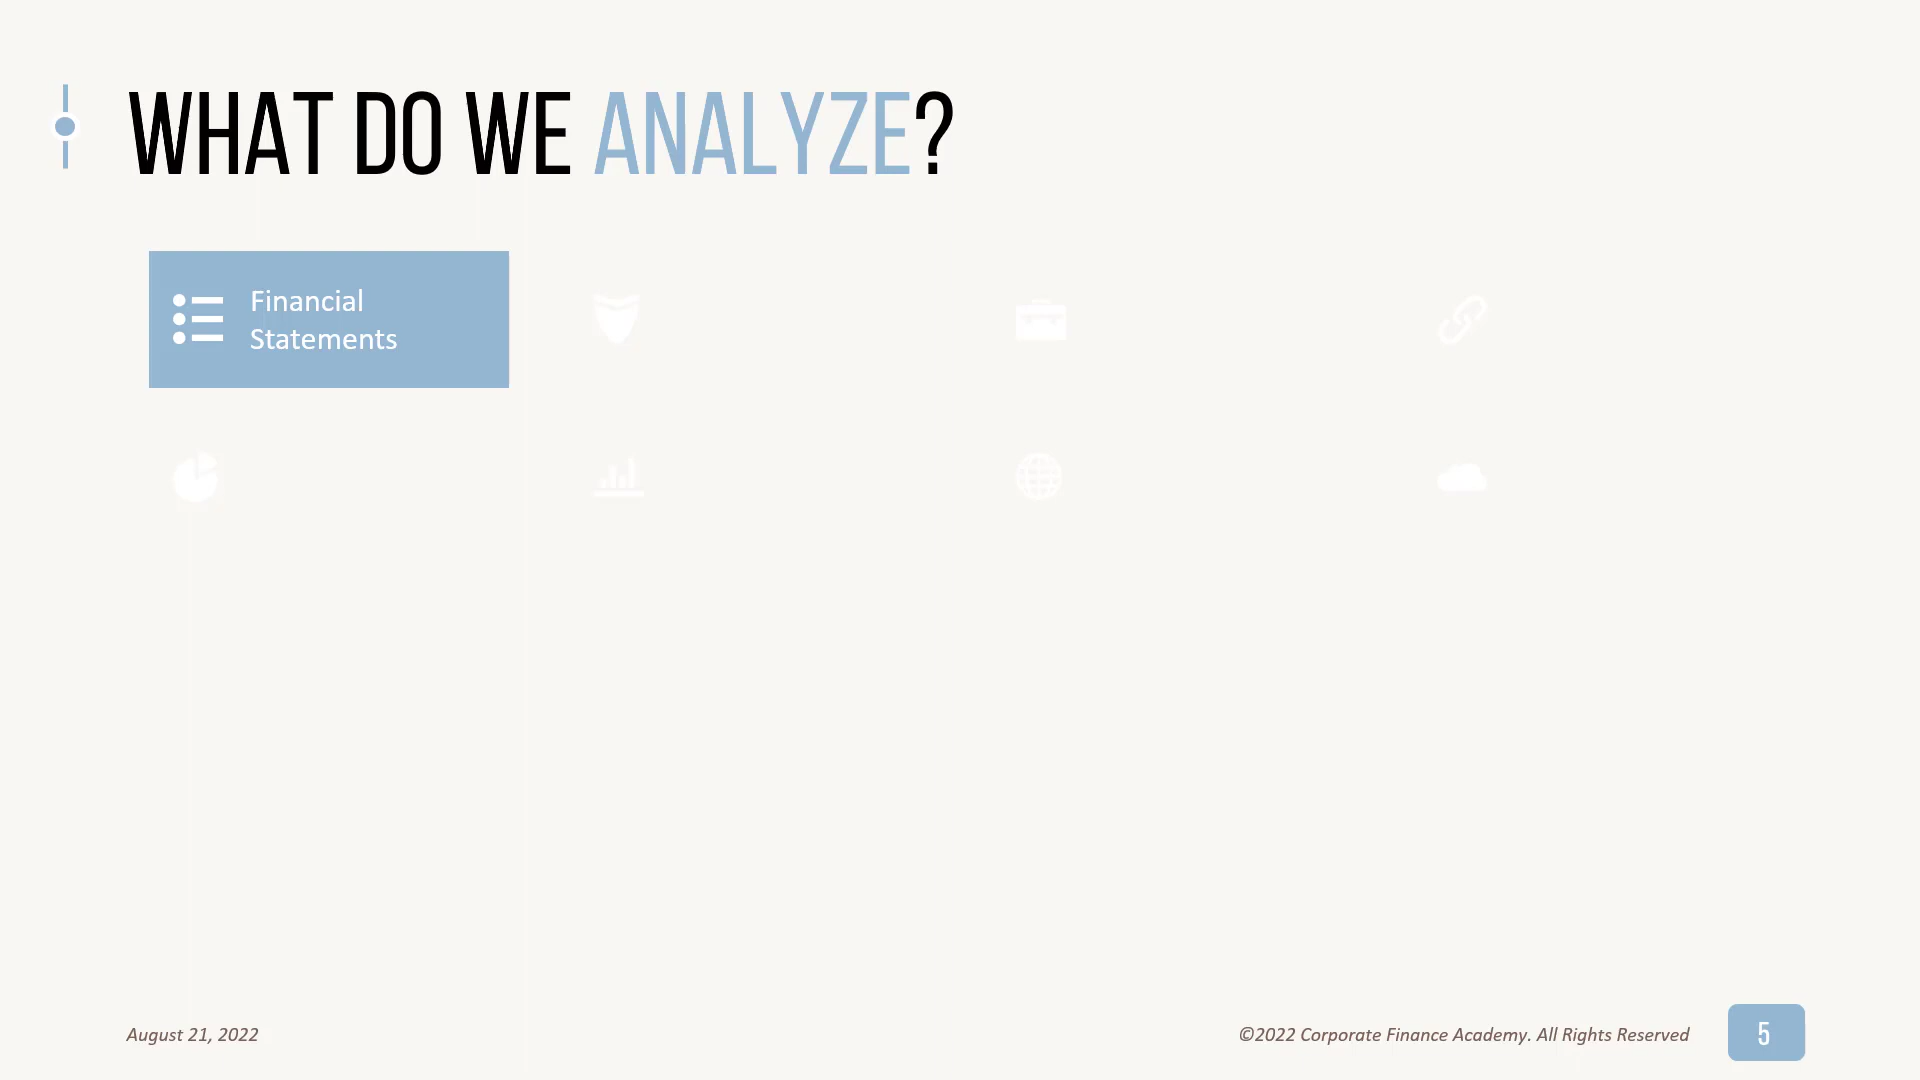 WHAT DO WE ANALYZE?
Financial
Statements
August 21, 2022
©2022 Corporate Finance Academy. All Rights Reserved
5